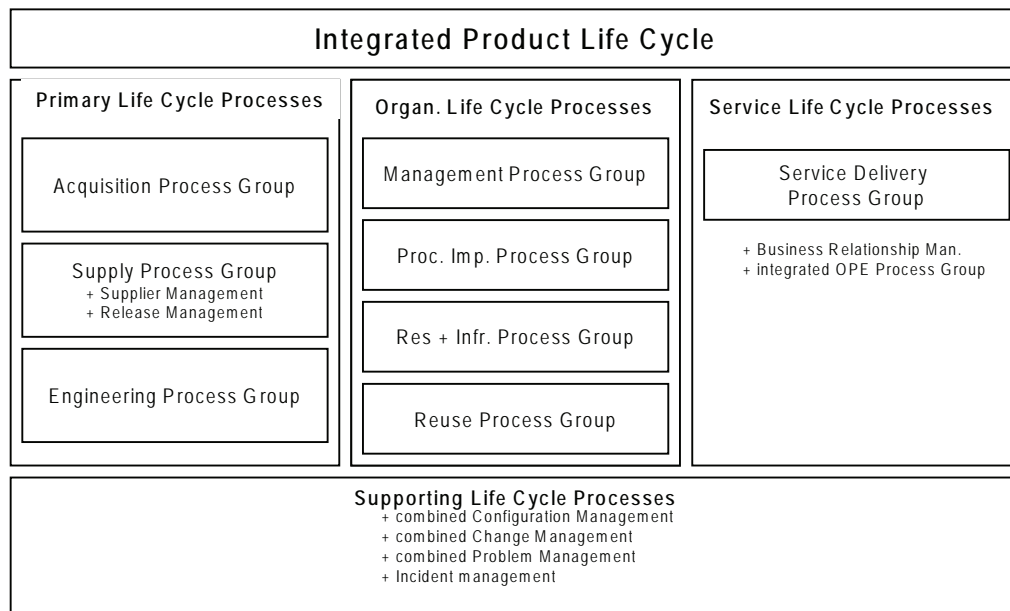 Integrated Product Life Cycle
Primary Life Cycle Processes
Acquisition Process Group
Supply Process Group
+ Supplier Management
+ Release Management
Engineering Process Group
Organ. Life Cycle Processes
Management Process Group
Proc. Imp. Process Group
Res + Infr. Process Group
Reuse Process Group
Service Life Cycle Processes
Service Delivery
Process Group
+ Business Relationship Man.
+ integrated OPE Process Group
Supporting Life Cycle Processes
+ combined Configuration Management
+ combined Change Management
+ combined Problem Management
+ Incident management